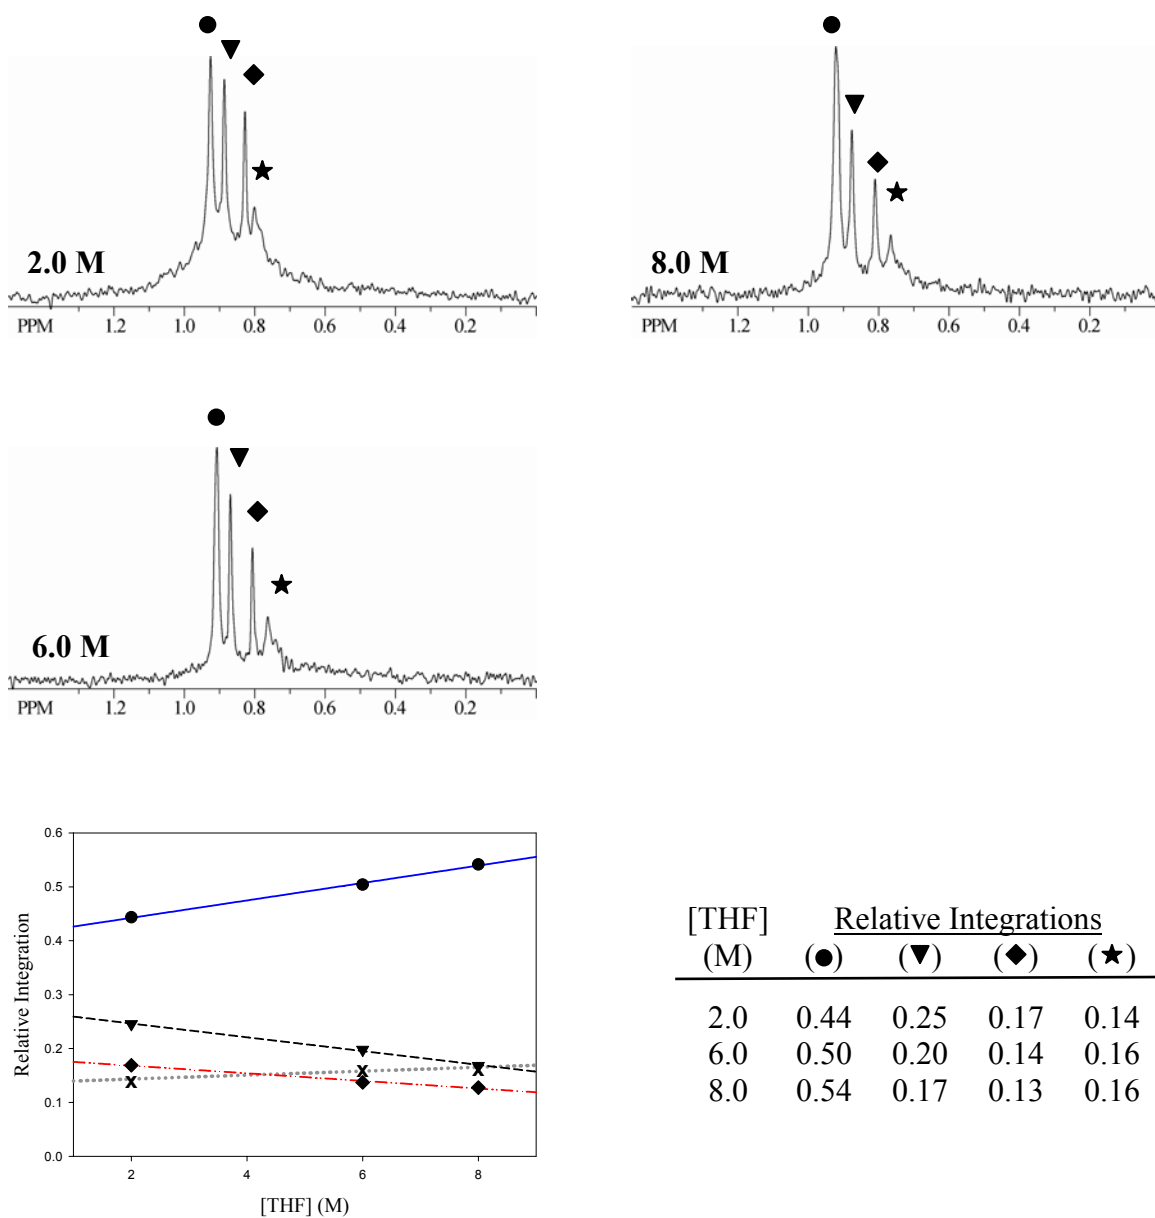 2.0 M
PPM 1.2 1.0 0.8 0.6 0.4 0.2
8.0 M
PPM 1.2 1.0 0.8 0.6 0.4 0.2
6.0 M
PPM 1.2 1.0 0.8 0.6 0.4 0.2
Relative Integration
0.6
0.5
0.4
0.3
0.2
0.1
0.0
2 4 6 8
[THF] (M)
[THF] Relative Integrations
(M) (●) (▼) (◆) (★)
2.0 0.44 0.25 0.17 0.14
6.0 0.50 0.20 0.14 0.16
8.0 0.54 0.17 0.13 0.16